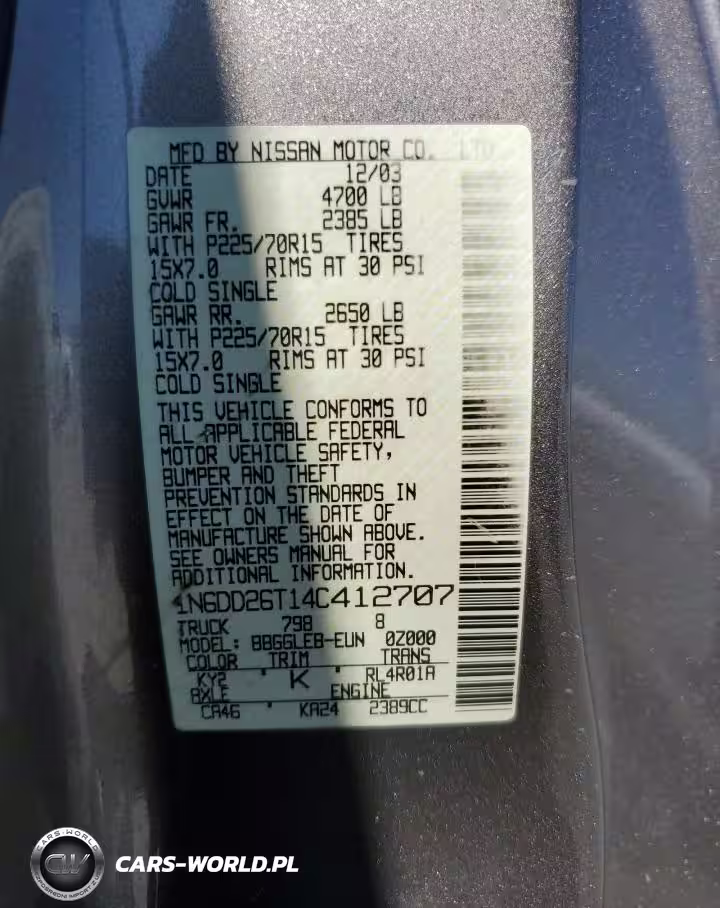 MFD BY NISSAN MOTOR CO. LTD
DATE 12/03
GVWR 4700 LB
GAWR FR. 2385 LB
WITH P225/70R15 TIRES
15X7.0 RIMS AT 30 PSI
COLD SINGLE
GAWR RR. 2650 LB
WITH P225/70R15 TIRES
15X7.0 RIMS AT 30 PSI
COLD SINGLE
THIS VEHICLE CONFORMS TO
ALL APPLICABLE FEDERAL
MOTOR VEHICLE SAFETY,
BUMPER AND THEFT
PREVENTION STANDARDS IN
EFFECT ON THE DATE OF
MANUFACTURE SHOWN ABOVE.
SEE OWNERS MANUAL FOR
ADDITIONAL INFORMATION.
1N6DD26T14C412707
TRUCK 798 8
MODEL: BBGGLEB-EUN 0Z000
COLOR TRIM TRANS
KY2 K RL4R01A
AXLE ENGINE
CA46 KA24 2389CC
CARS-WORLD
CW
CARS-WORLD.PL